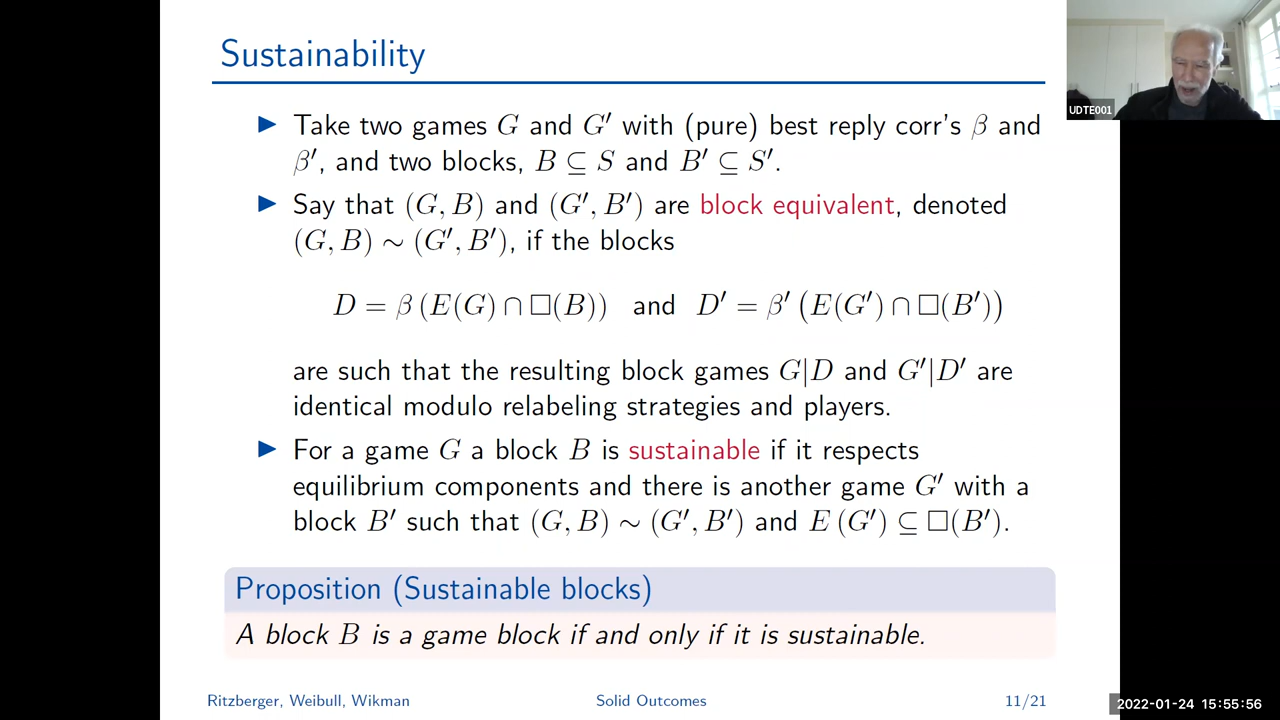 Sustainability
▶ Take two games G and G′ with (pure) best reply corr's β and
β′, and two blocks, B ⊆ S and B′ ⊆ S′.
▶ Say that (G, B) and (G′, B′) are block equivalent, denoted
(G, B) ∼ (G′, B′), if the blocks
D = β (E(G) ∩ □(B)) and D′ = β′ (E(G′) ∩ □(B′))
are such that the resulting block games G|D and G′|D′ are
identical modulo relabeling strategies and players.
▶ For a game G a block B is sustainable if it respects
equilibrium components and there is another game G′ with a
block B′ such that (G, B) ∼ (G′, B′) and E (G′) ⊆ □(B′).
Proposition (Sustainable blocks)
A block B is a game block if and only if it is sustainable.
Ritzberger, Weibull, Wikman Solid Outcomes 11/21
UDTE001
2022-01-24 15:55:56